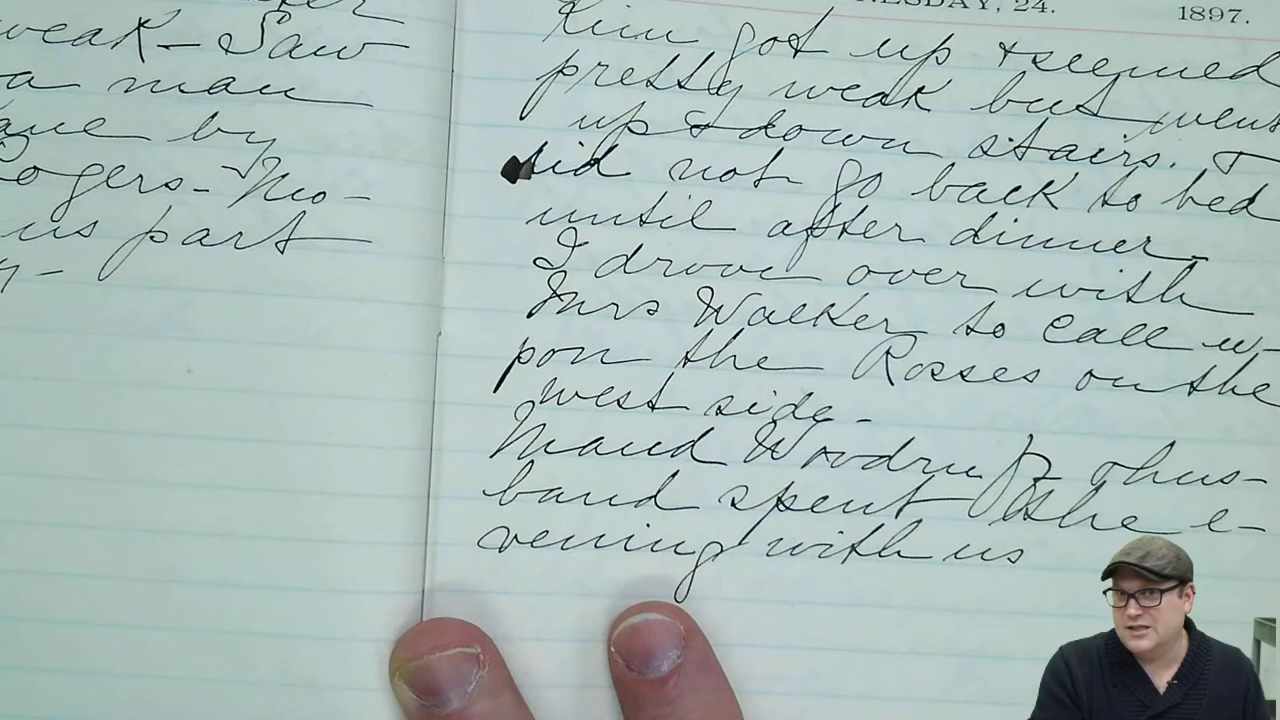 weak - Saw
a man
by
Rogers - No -
us part
NESDAY, 24. 1897.
Kim got up & seemed
pretty weak but went
up & down stairs. &
did not go back to bed
until after dinner -
I drove over with
Mrs Walker to call u-
pon the Rosses on the
west side -
Maud Woodruff & hus-
band spent the e-
vening with us